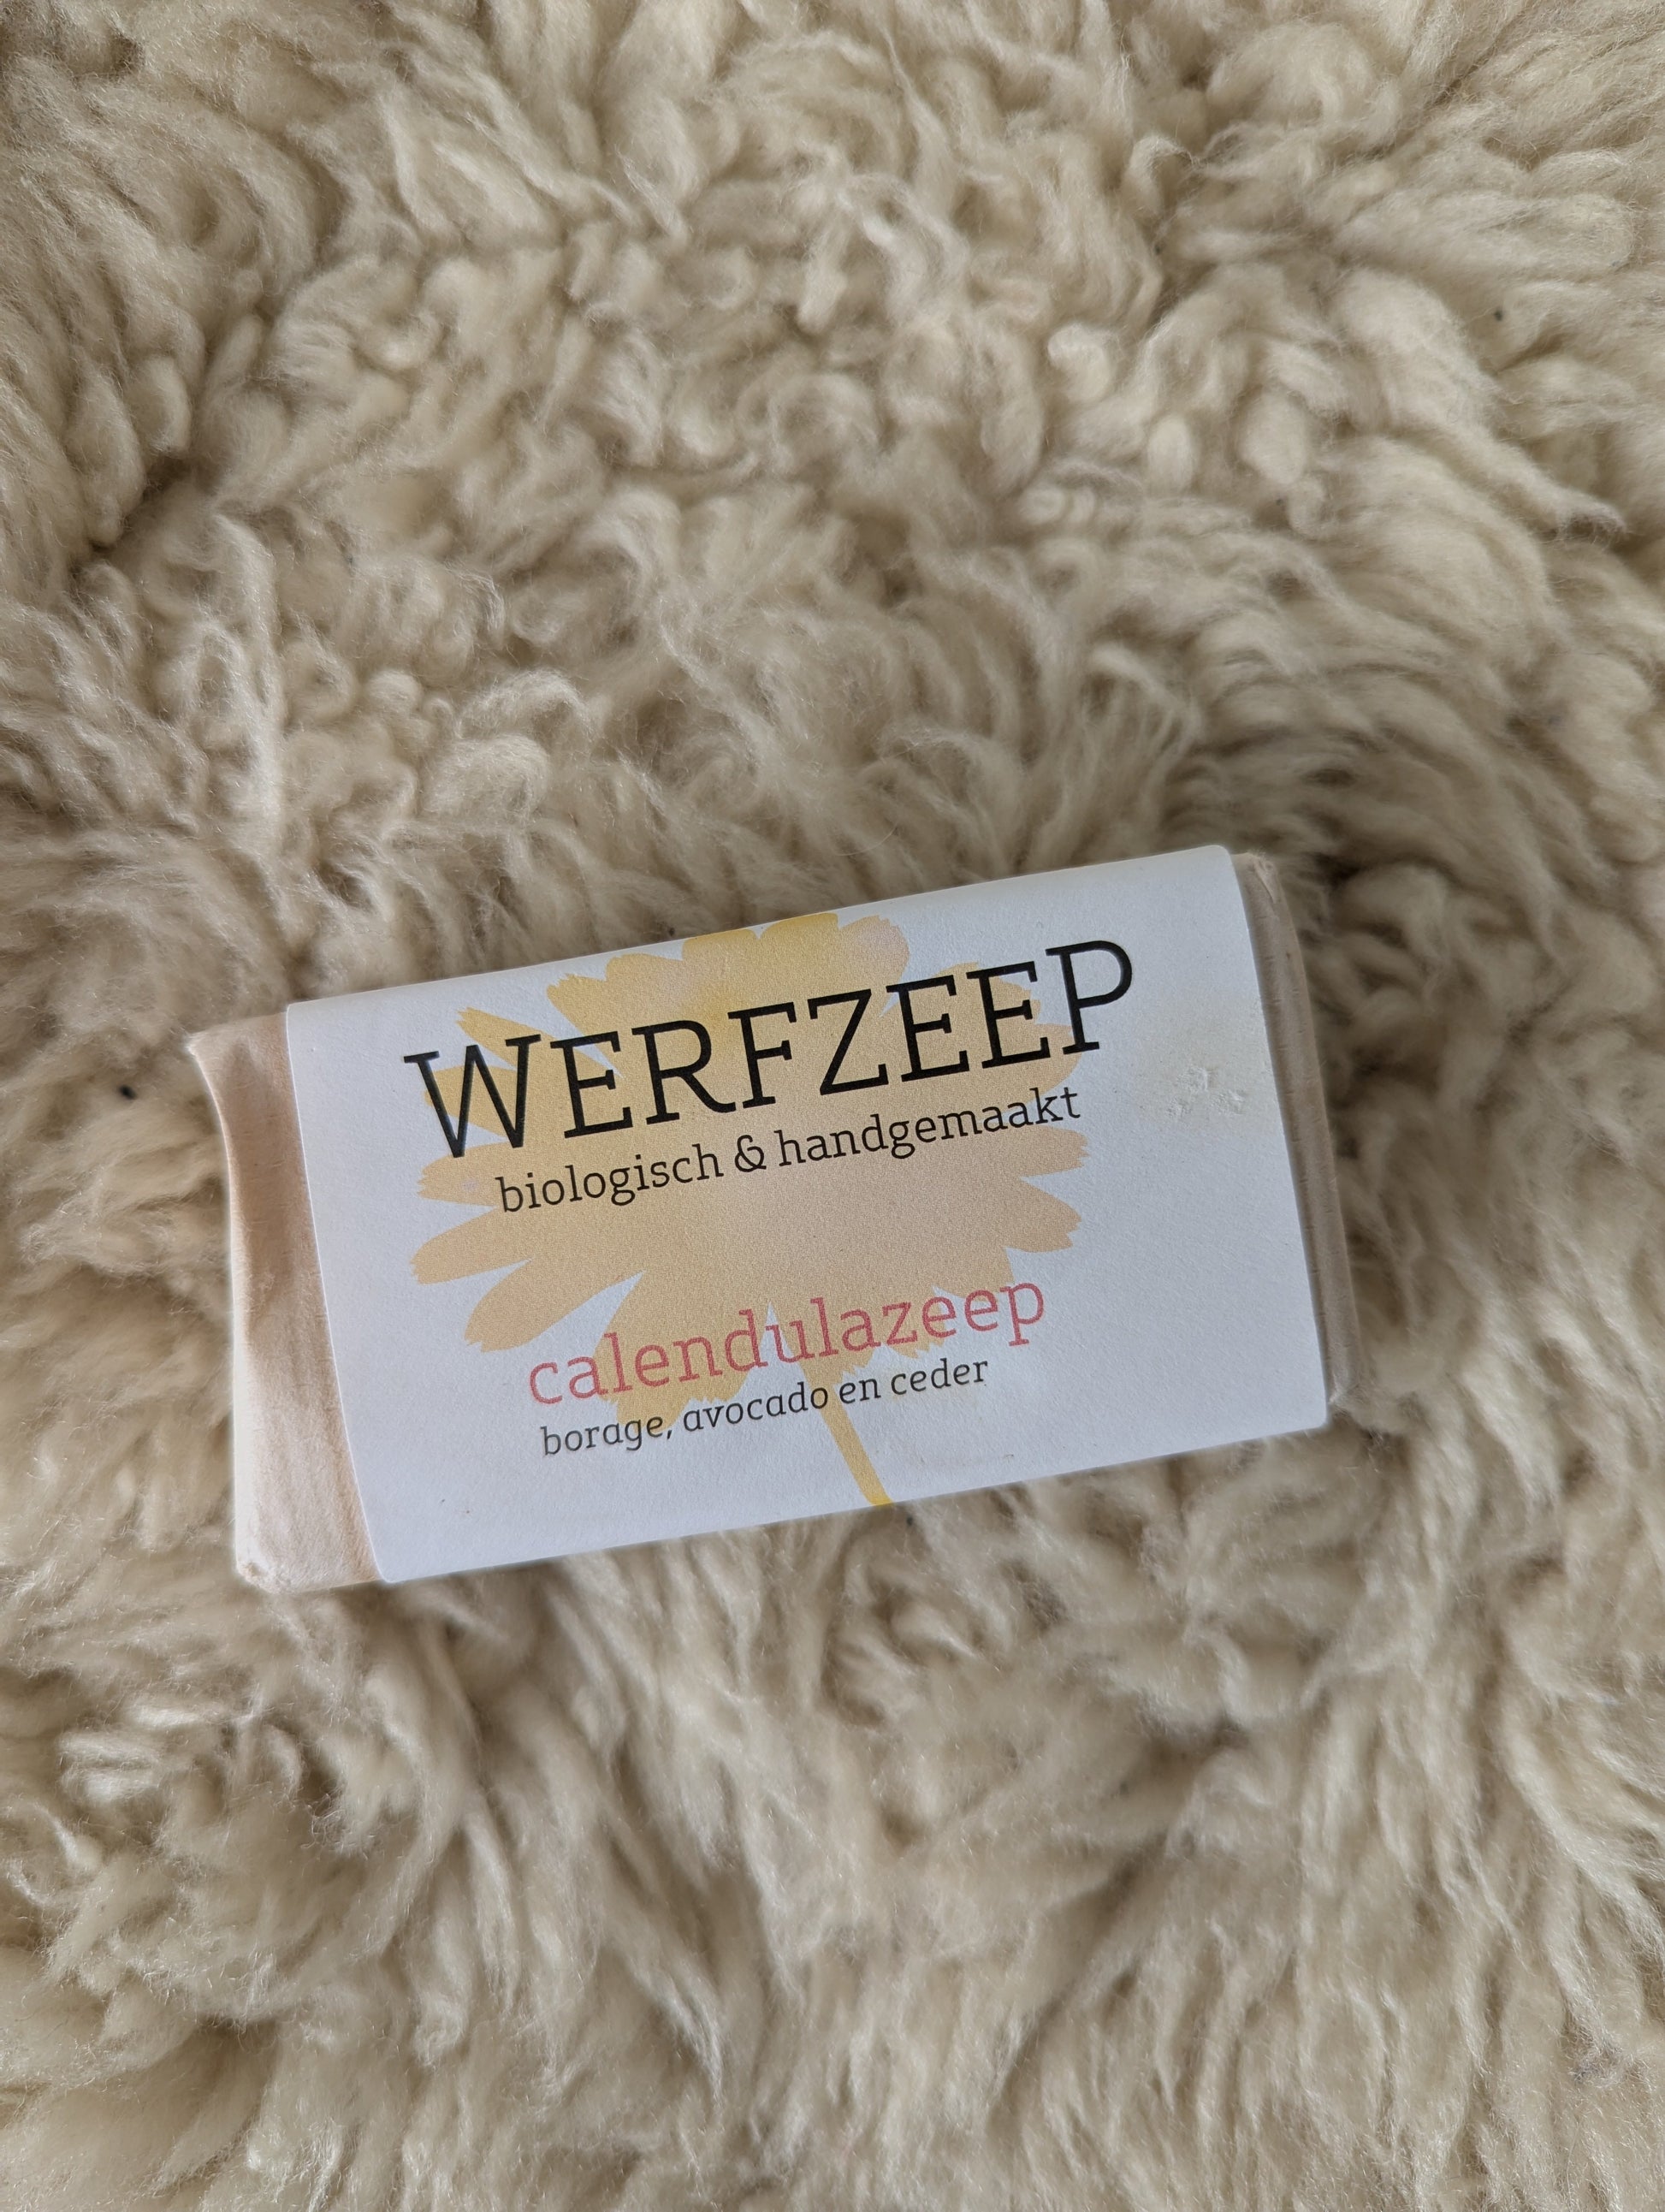 WERFZEEP
biologisch & handgemaakt
calendulazeep
borage, avocado en ceder